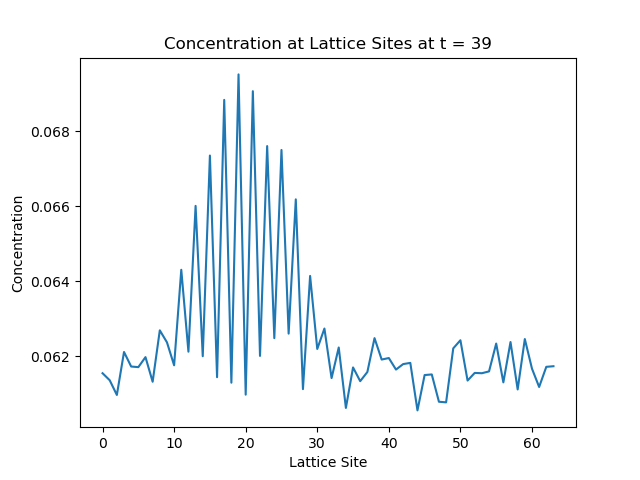 Concentration at Lattice Sites at t = 39
Concentration
0.068
0.066
0.064
0.062
0 10 20 30 40 50 60
Lattice Site